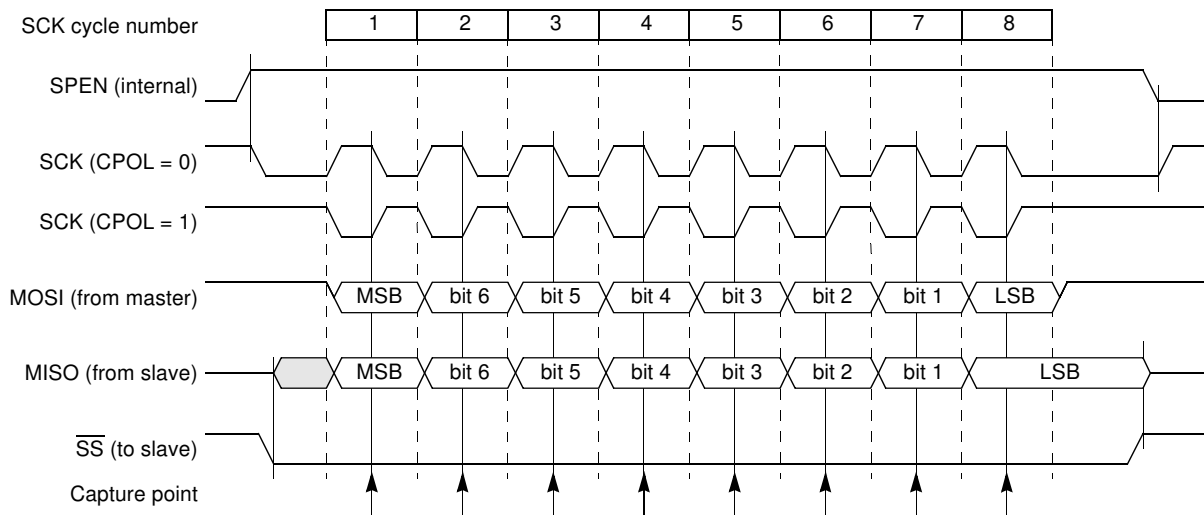 SCK cycle number 1 2 3 4 5 6 7 8
SPEN (internal)
SCK (CPOL = 0)
SCK (CPOL = 1)
MOSI (from master) MSB bit 6 bit 5 bit 4 bit 3 bit 2 bit 1 LSB
MISO (from slave) MSB bit 6 bit 5 bit 4 bit 3 bit 2 bit 1 LSB
S̅S̅ (to slave)
Capture point